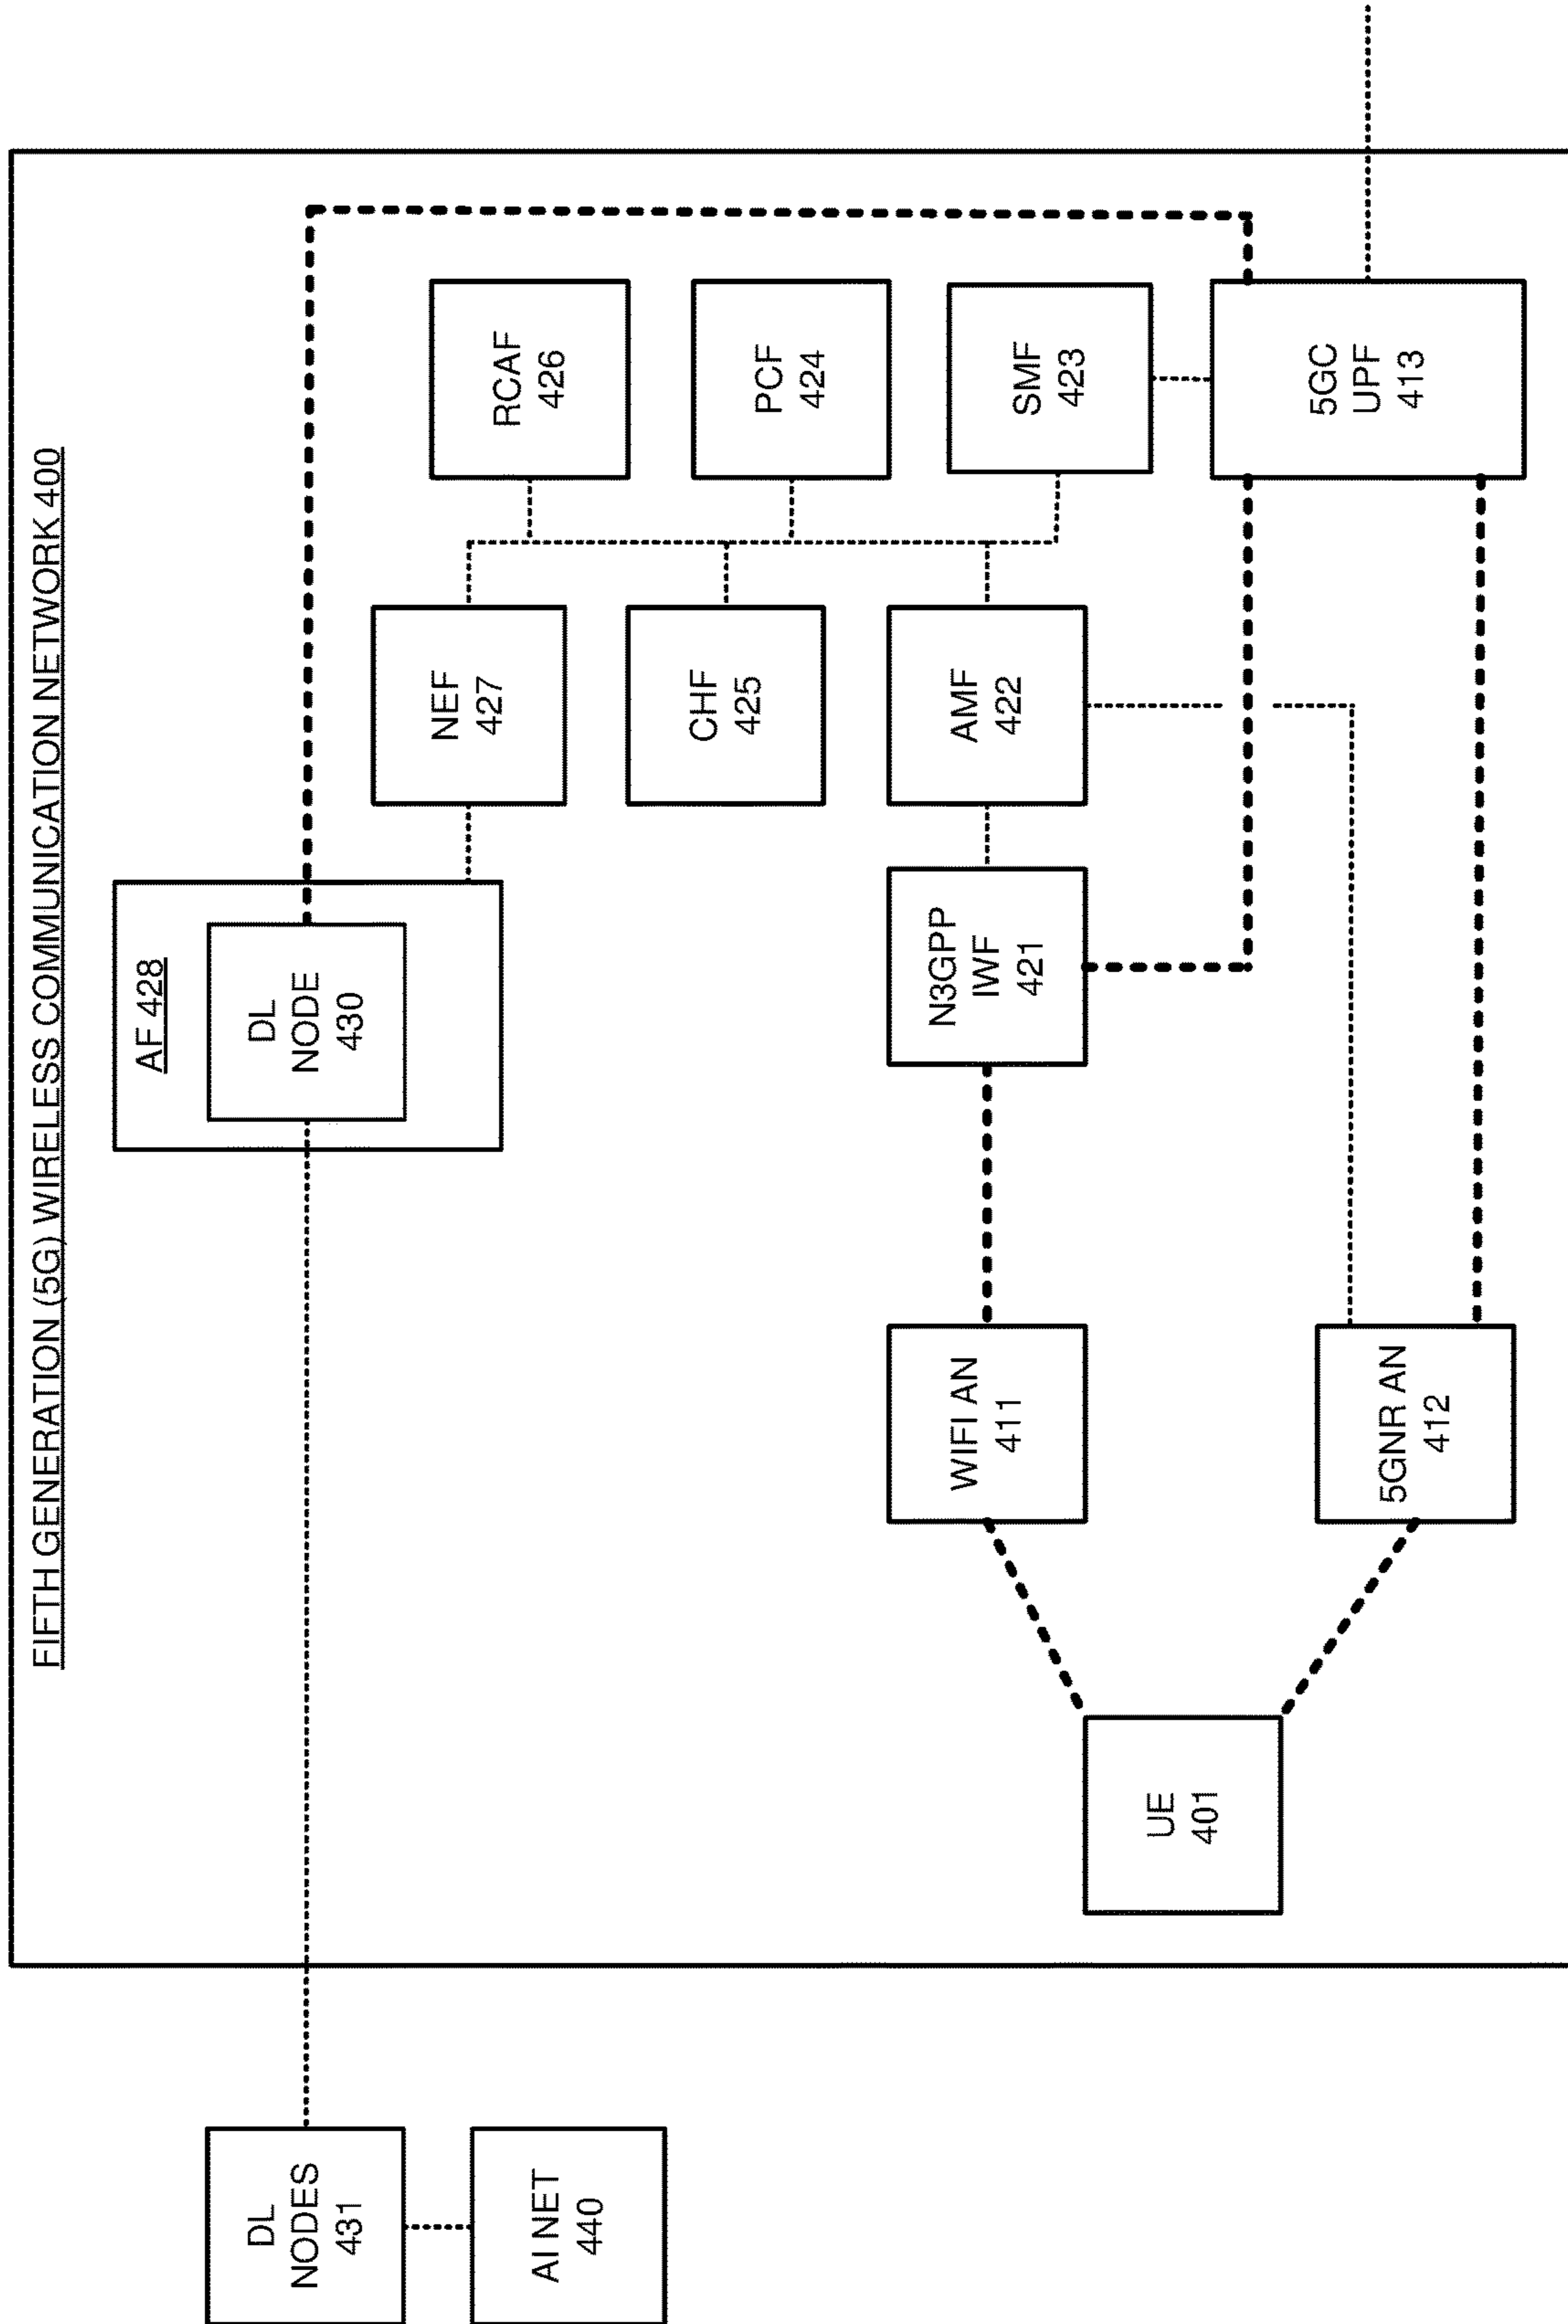 FIFTH GENERATION (5G) WIRELESS COMMUNICATION NETWORK 400
DL
NODES
431
AI NET
440
AF 428
DL
NODE
430
NEF
427
RCAF
426
CHF
425
PCF
424
WIFI AN
411
N3GPP
IWF
421
AMF
422
SMF
423
UE
401
5GNR AN
412
5GC
UPF
413